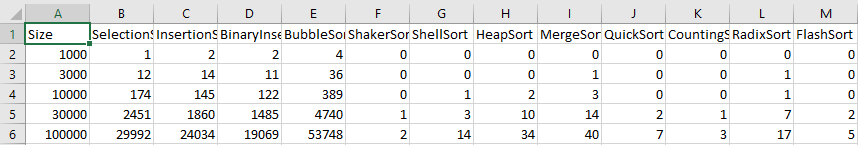 A B C D E F G H I J K L M
1 Size SelectionS InsertionS BinaryInse BubbleSor ShakerSor ShellSort HeapSort MergeSor QuickSort CountingS RadixSort FlashSort
2 1000 1 2 2 4 0 0 0 0 0 0 0 0
3 3000 12 14 11 36 0 0 0 1 0 0 1 0
4 10000 174 145 122 389 0 1 2 3 0 0 1 0
5 30000 2451 1860 1485 4740 1 3 10 14 2 1 7 2
6 100000 29992 24034 19069 53748 2 14 34 40 7 3 17 5